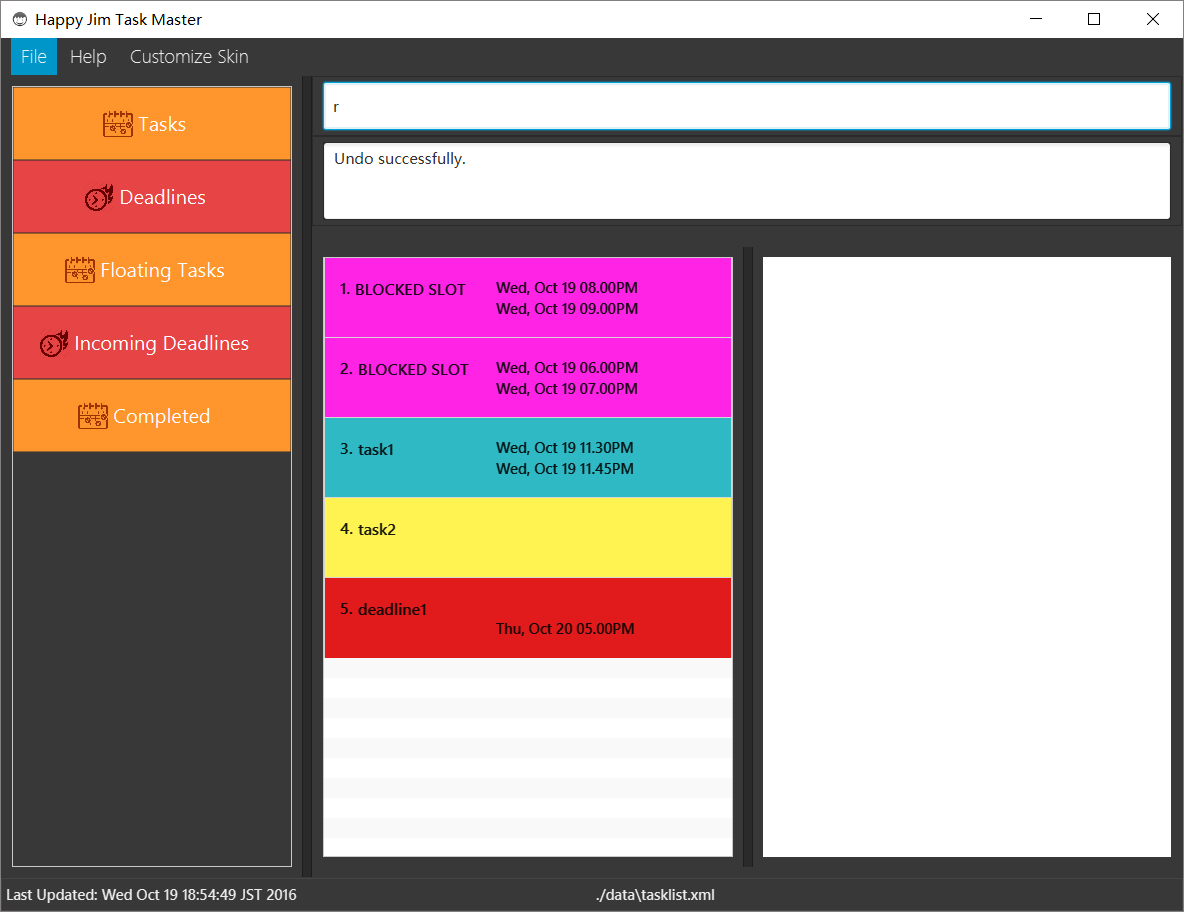 Happy Jim Task Master
File Help Customize Skin
Tasks
Deadlines
Floating Tasks
Incoming Deadlines
Completed
r
Undo successfully.
1. BLOCKED SLOT
Wed, Oct 19 08.00PM
Wed, Oct 19 09.00PM
2. BLOCKED SLOT
Wed, Oct 19 06.00PM
Wed, Oct 19 07.00PM
3. task1
Wed, Oct 19 11.30PM
Wed, Oct 19 11.45PM
4. task2
5. deadline1
Thu, Oct 20 05.00PM
Last Updated: Wed Oct 19 18:54:49 JST 2016
./data\tasklist.xml